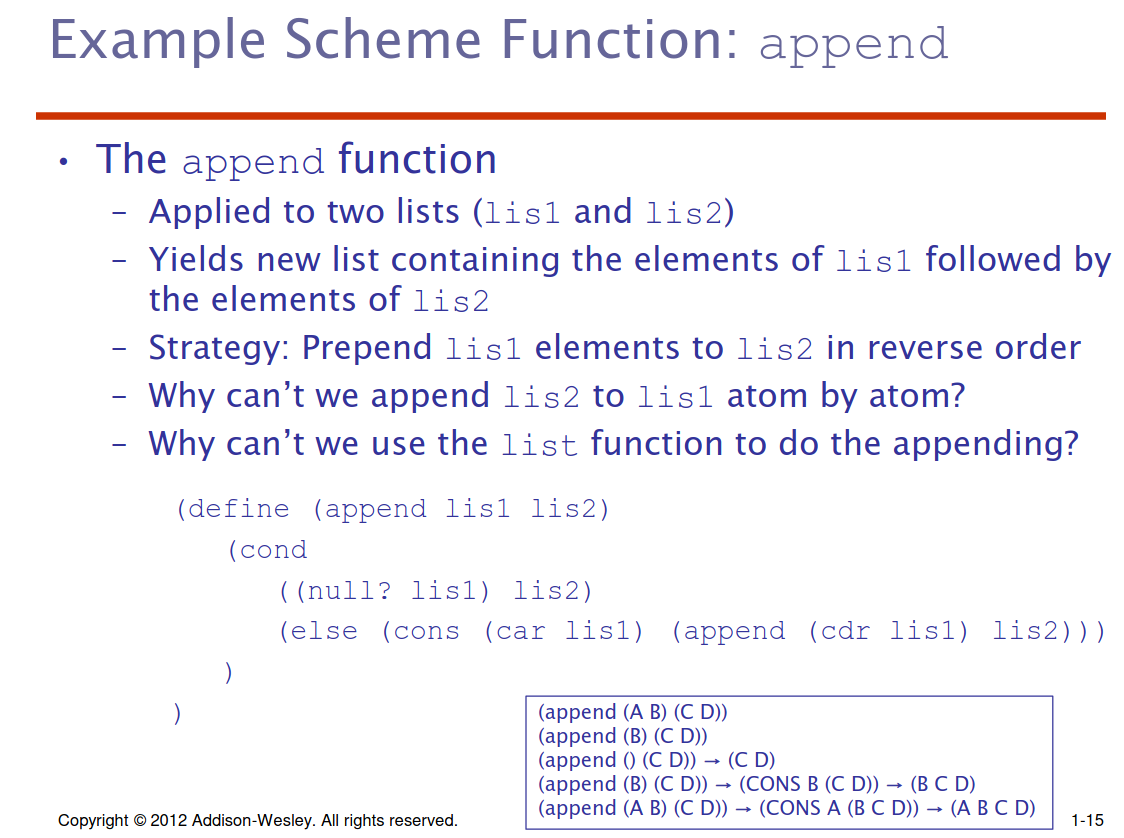 Example Scheme Function: append
• The append function
– Applied to two lists (lis1 and lis2)
– Yields new list containing the elements of lis1 followed by
the elements of lis2
– Strategy: Prepend lis1 elements to lis2 in reverse order
– Why can’t we append lis2 to lis1 atom by atom?
– Why can’t we use the list function to do the appending?
(define (append lis1 lis2)
(cond
((null? lis1) lis2)
(else (cons (car lis1) (append (cdr lis1) lis2)))
)
)
(append (A B) (C D))
(append (B) (C D))
(append () (C D)) → (C D)
(append (B) (C D)) → (CONS B (C D)) → (B C D)
(append (A B) (C D)) → (CONS A (B C D)) → (A B C D)
Copyright © 2012 Addison-Wesley. All rights reserved.
1-15